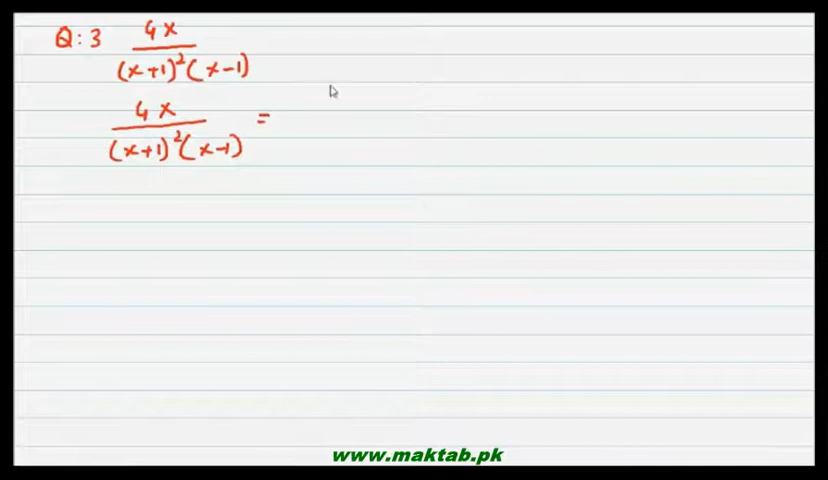 Q:3 4x
(x+1)²(x-1)
4x =
(x+1)²(x-1)
www.maktab.pk